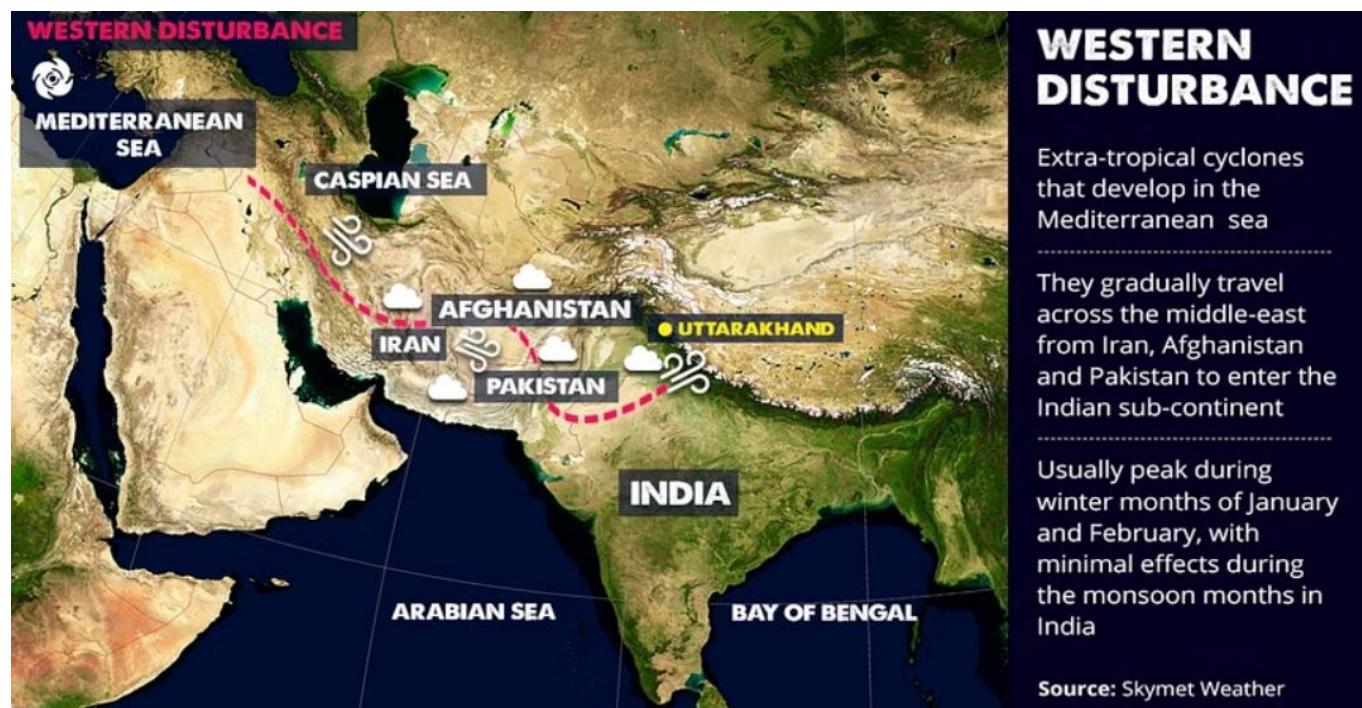 WESTERN DISTURBANCE
MEDITERRANEAN
SEA
CASPIAN SEA
AFGHANISTAN
IRAN
UTTARAKHAND
PAKISTAN
INDIA
ARABIAN SEA
BAY OF BENGAL
WESTERN
DISTURBANCE
Extra-tropical cyclones
that develop in the
Mediterranean sea
They gradually travel
across the middle-east
from Iran, Afghanistan
and Pakistan to enter the
Indian sub-continent
Usually peak during
winter months of January
and February, with
minimal effects during
the monsoon months in
India
Source: Skymet Weather